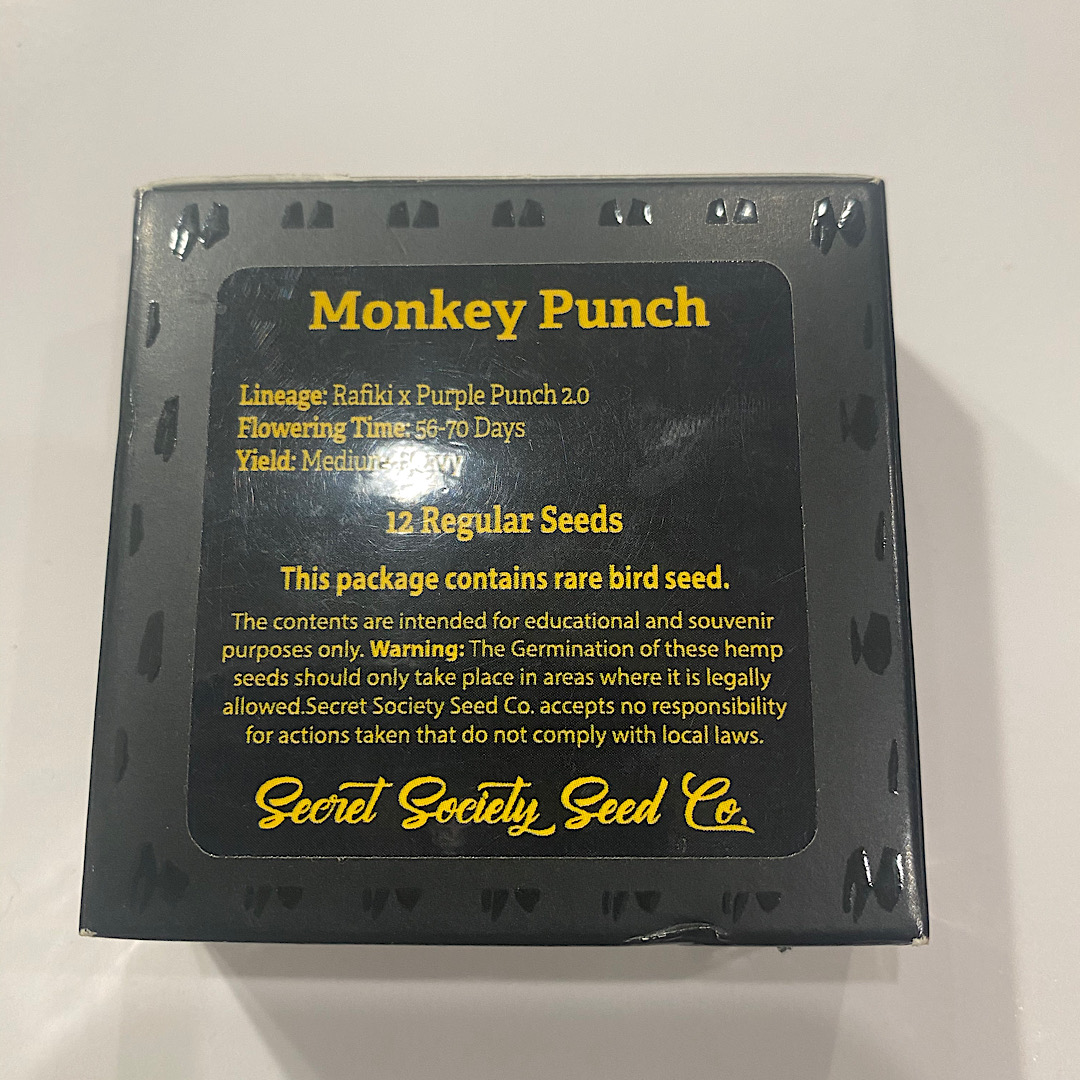 Monkey Punch
Lineage: Rafiki x Purple Punch 2.0
Flowering Time: 56-70 Days
Yield: Medium-Heavy
12 Regular Seeds
This package contains rare bird seed.
The contents are intended for educational and souvenir
purposes only. Warning: The Germination of these hemp
seeds should only take place in areas where it is legally
allowed.Secret Society Seed Co. accepts no responsibility
for actions taken that do not comply with local laws.
Secret Society Seed Co.